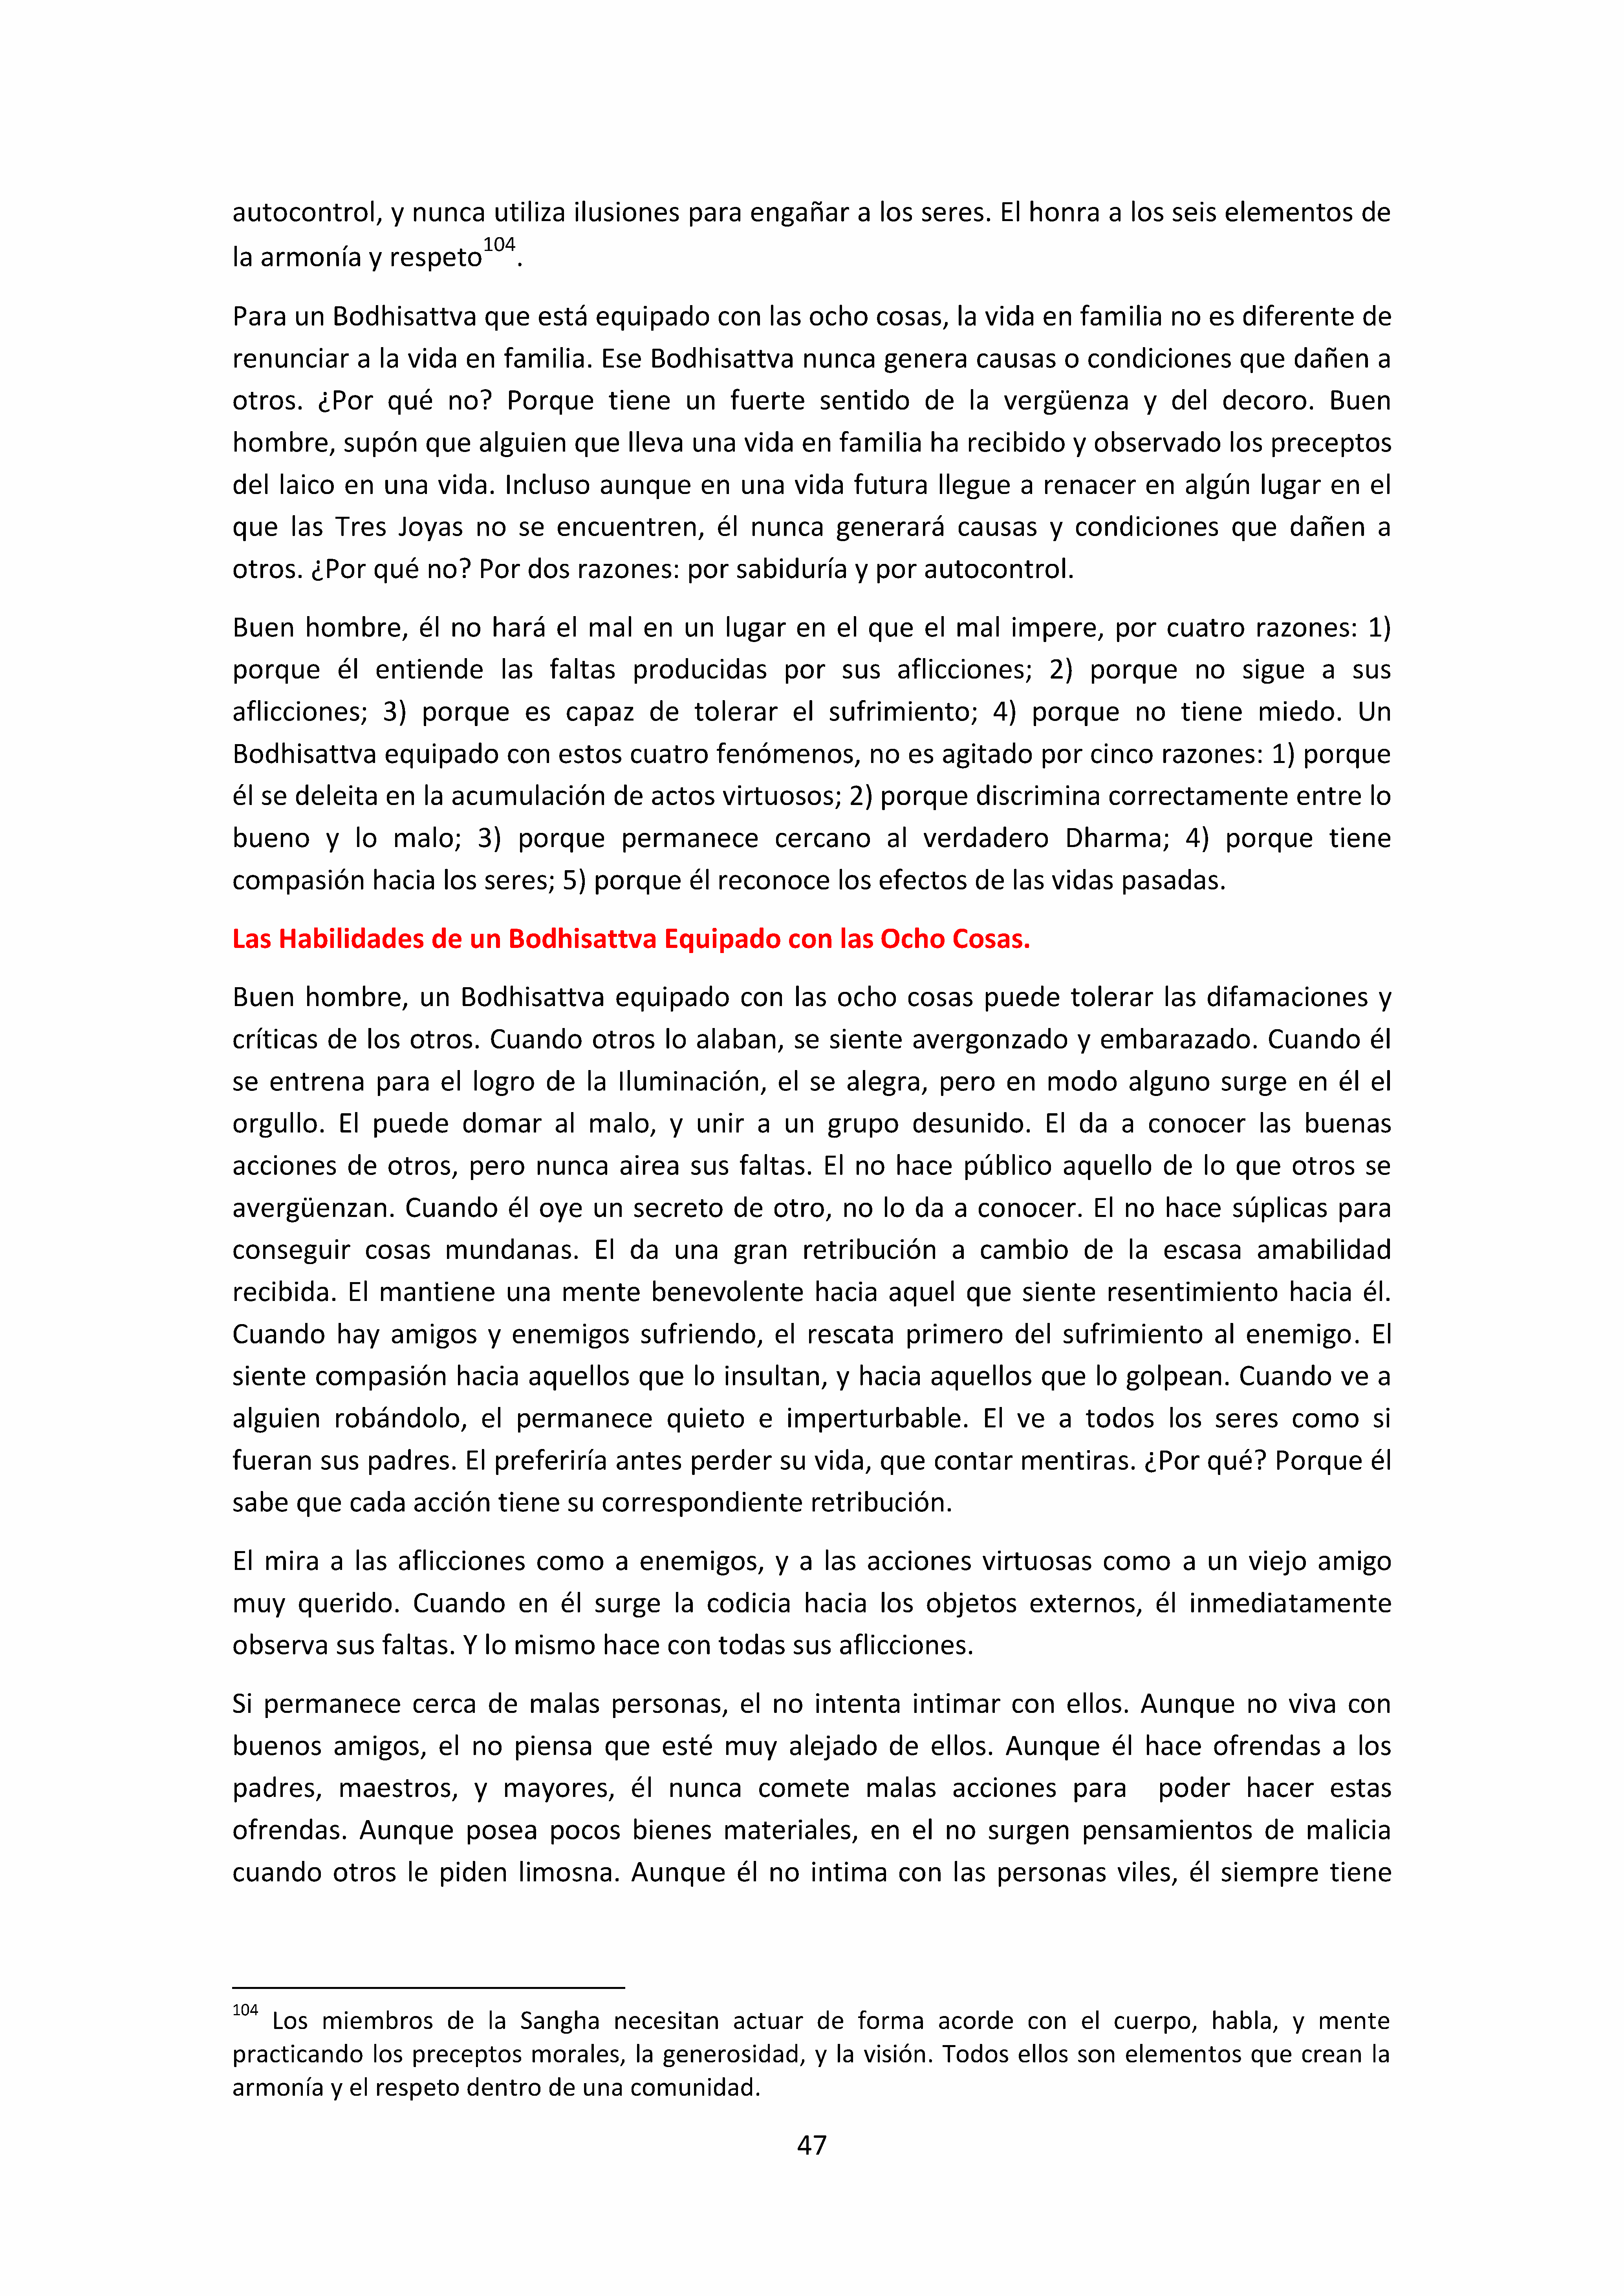 autocontrol, y nunca utiliza ilusiones para engañar a los seres. El honra a los seis elementos de
la armonía y respeto104.
Para un Bodhisattva que está equipado con las ocho cosas, la vida en familia no es diferente de
renunciar a la vida en familia. Ese Bodhisattva nunca genera causas o condiciones que dañen a
otros. ¿Por qué no? Porque tiene un fuerte sentido de la vergüenza y del decoro. Buen
hombre, supón que alguien que lleva una vida en familia ha recibido y observado los preceptos
del laico en una vida. Incluso aunque en una vida futura llegue a renacer en algún lugar en el
que las Tres Joyas no se encuentren, él nunca generará causas y condiciones que dañen a
otros. ¿Por qué no? Por dos razones: por sabiduría y por autocontrol.
Buen hombre, él no hará el mal en un lugar en el que el mal impere, por cuatro razones: 1)
porque él entiende las faltas producidas por sus aflicciones; 2) porque no sigue a sus
aflicciones; 3) porque es capaz de tolerar el sufrimiento; 4) porque no tiene miedo. Un
Bodhisattva equipado con estos cuatro fenómenos, no es agitado por cinco razones: 1) porque
él se deleita en la acumulación de actos virtuosos; 2) porque discrimina correctamente entre lo
bueno y lo malo; 3) porque permanece cercano al verdadero Dharma; 4) porque tiene
compasión hacia los seres; 5) porque él reconoce los efectos de las vidas pasadas.
Las Habilidades de un Bodhisattva Equipado con las Ocho Cosas.
Buen hombre, un Bodhisattva equipado con las ocho cosas puede tolerar las difamaciones y
críticas de los otros. Cuando otros lo alaban, se siente avergonzado y embarazado. Cuando él
se entrena para el logro de la Iluminación, el se alegra, pero en modo alguno surge en él el
orgullo. El puede domar al malo, y unir a un grupo desunido. El da a conocer las buenas
acciones de otros, pero nunca airea sus faltas. El no hace público aquello de lo que otros se
avergüenzan. Cuando él oye un secreto de otro, no lo da a conocer. El no hace súplicas para
conseguir cosas mundanas. El da una gran retribución a cambio de la escasa amabilidad
recibida. El mantiene una mente benevolente hacia aquel que siente resentimiento hacia él.
Cuando hay amigos y enemigos sufriendo, el rescata primero del sufrimiento al enemigo. El
siente compasión hacia aquellos que lo insultan, y hacia aquellos que lo golpean. Cuando ve a
alguien robándolo, el permanece quieto e imperturbable. El ve a todos los seres como si
fueran sus padres. El preferiría antes perder su vida, que contar mentiras. ¿Por qué? Porque él
sabe que cada acción tiene su correspondiente retribución.
El mira a las aflicciones como a enemigos, y a las acciones virtuosas como a un viejo amigo
muy querido. Cuando en él surge la codicia hacia los objetos externos, él inmediatamente
observa sus faltas. Y lo mismo hace con todas sus aflicciones.
Si permanece cerca de malas personas, el no intenta intimar con ellos. Aunque no viva con
buenos amigos, el no piensa que esté muy alejado de ellos. Aunque él hace ofrendas a los
padres, maestros, y mayores, él nunca comete malas acciones para poder hacer estas
ofrendas. Aunque posea pocos bienes materiales, en el no surgen pensamientos de malicia
cuando otros le piden limosna. Aunque él no intima con las personas viles, él siempre tiene
104 Los miembros de la Sangha necesitan actuar de forma acorde con el cuerpo, habla, y mente
practicando los preceptos morales, la generosidad, y la visión. Todos ellos son elementos que crean la
armonía y el respeto dentro de una comunidad.
47